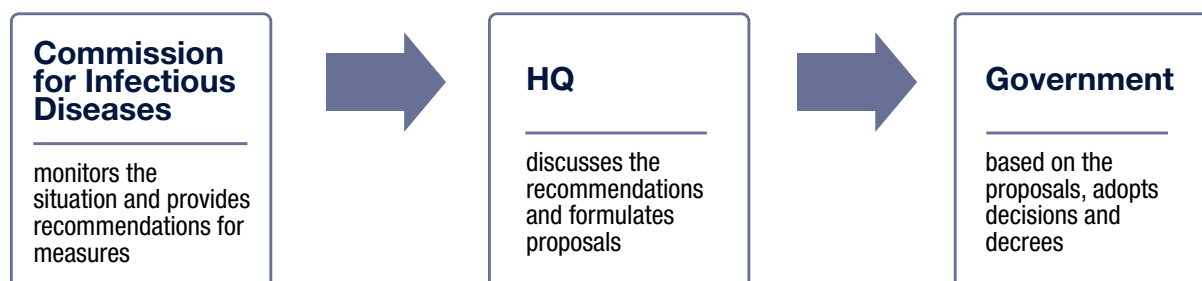 Commission
for Infectious
Diseases
monitors the
situation and provides
recommendations for
measures
HQ
discusses the
recommendations
and formulates
proposals
Government
based on the
proposals, adopts
decisions and
decrees